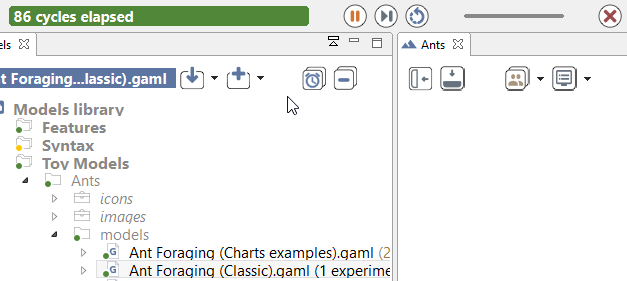 86 cycles elapsed
els
Ants
nt Foraging...lassic).gaml
Models library
Features
Syntax
Toy Models
Ants
icons
images
models
G Ant Foraging (Charts examples).gaml (2
G Ant Foraging (Classic).gaml (1 experime